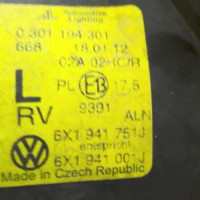 Automotive
Lighting
0 301 194 301
668 18.01.12
02A 02HC/R
L PL E8 17,5
9391
RV ALN
6X1 941 751J
entspricht
6X1 941 001J
Made in Czech Republic